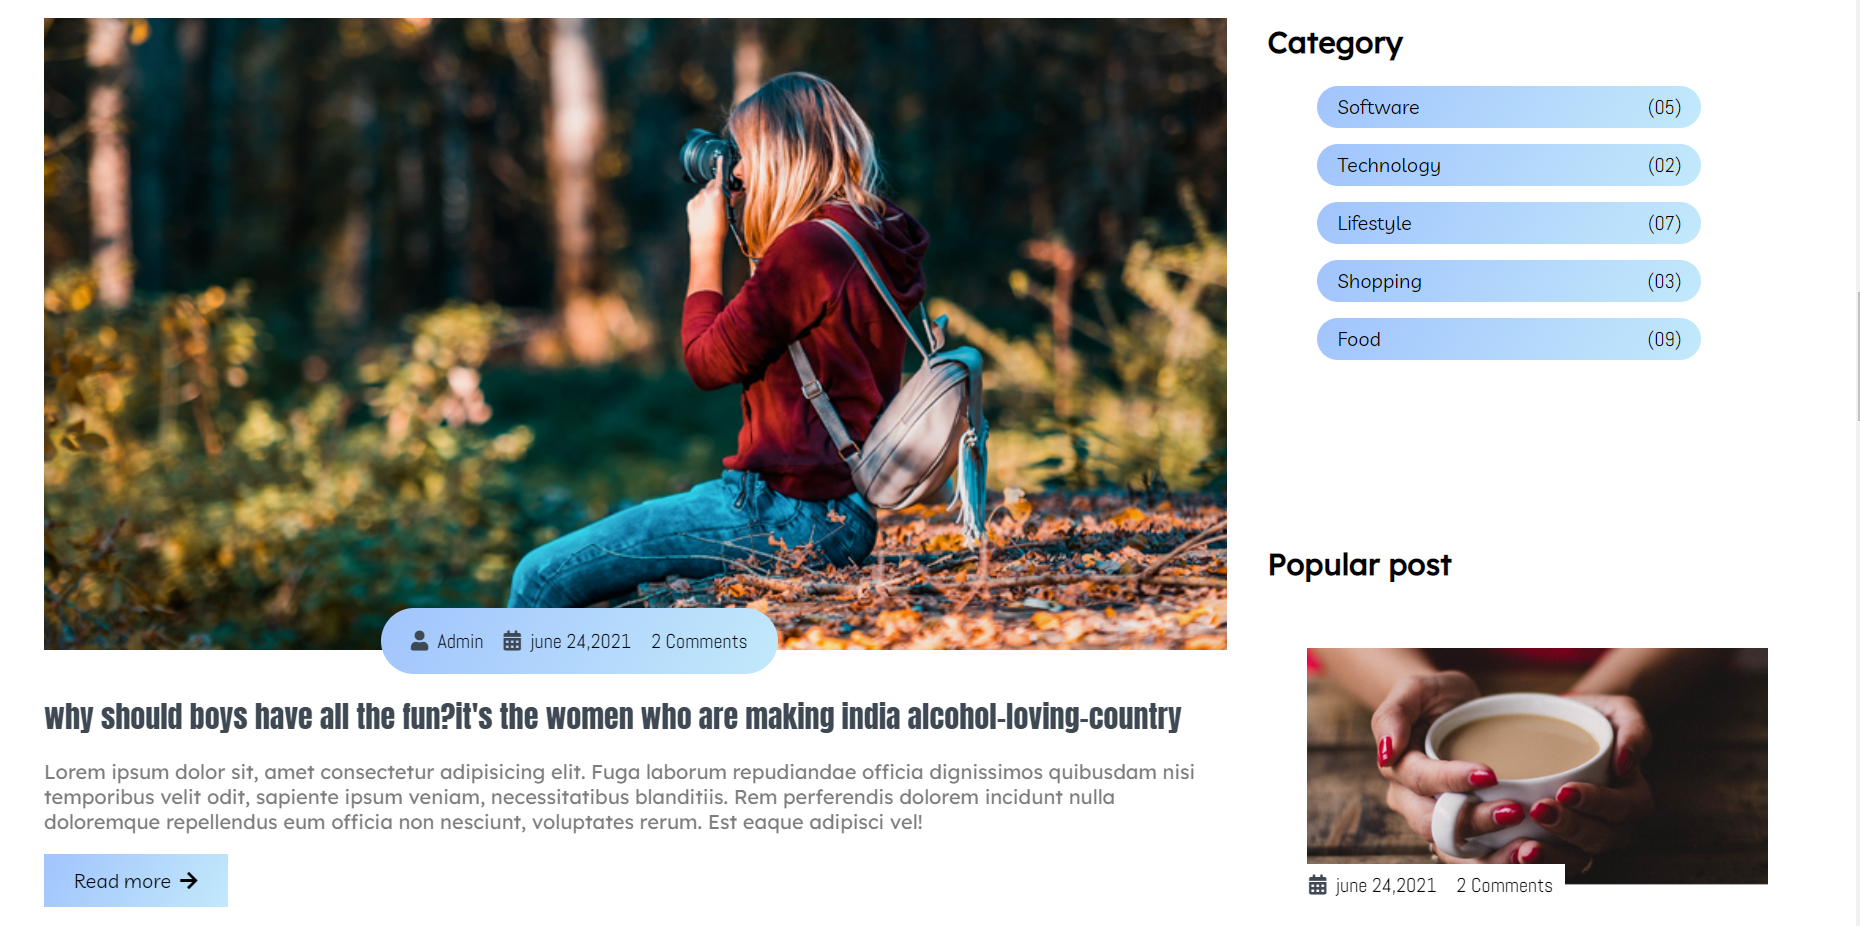 Category
Software (05)
Technology (02)
Lifestyle (07)
Shopping (03)
Food (09)
Admin june 24,2021 2 Comments
why should boys have all the fun?it's the women who are making india alcohol-loving-country
Lorem ipsum dolor sit, amet consectetur adipisicing elit. Fuga laborum repudiandae officia dignissimos quibusdam nisi
temporibus velit odit, sapiente ipsum veniam, necessitatibus blanditiis. Rem perferendis dolorem incidunt nulla
doloremque repellendus eum officia non nesciunt, voluptates rerum. Est eaque adipisci vel!
Read more
Popular post
june 24,2021 2 Comments